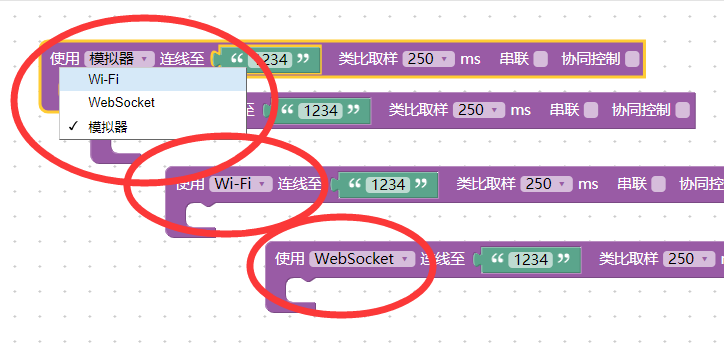 使用 模拟器 连线至 “ 1234 ” 类比取样 250 ms 串联 协同控制
Wi-Fi
WebSocket
✓ 模拟器
至 “ 1234 ” 类比取样 250 ms 串联 协同控制
使用 Wi-Fi 连线至 “ 1234 ” 类比取样 250 ms 串联 协同控
使用 WebSocket 连线至 “ 1234 ” 类比取样 250